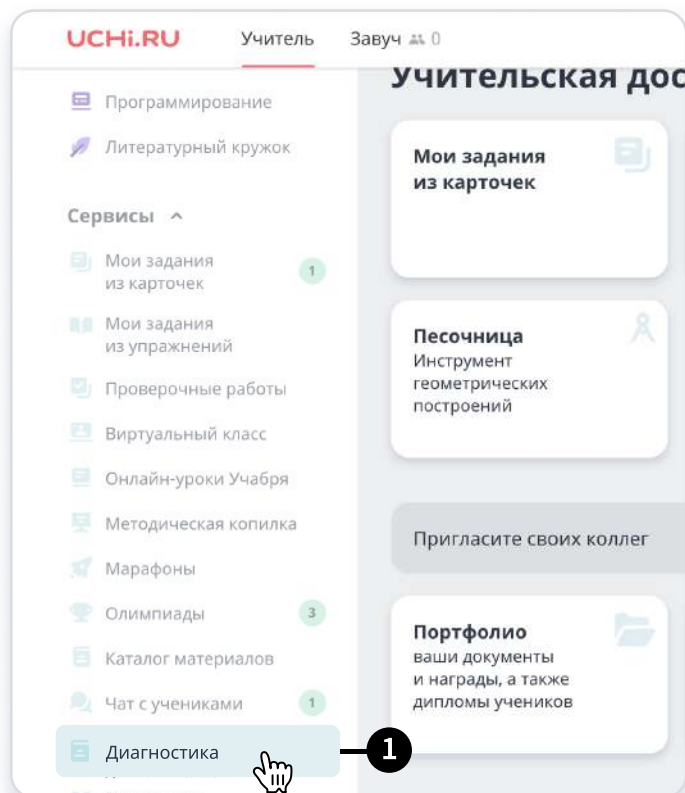 UCHi.RU Учитель Завуч 0
Программирование
Литературный кружок
Сервисы
Мои задания
из карточек
1
Мои задания
из упражнений
Проверочные работы
Виртуальный класс
Онлайн-уроки Учабря
Методическая копилка
Марафоны
Олимпиады 3
Каталог материалов
Чат с учениками 1
Диагностика 1
Учительская дос
Мои задания
из карточек
Песочница
Инструмент
геометрических
построений
Пригласите своих коллег
Портфолио
ваши документы
и награды, а также
дипломы учеников